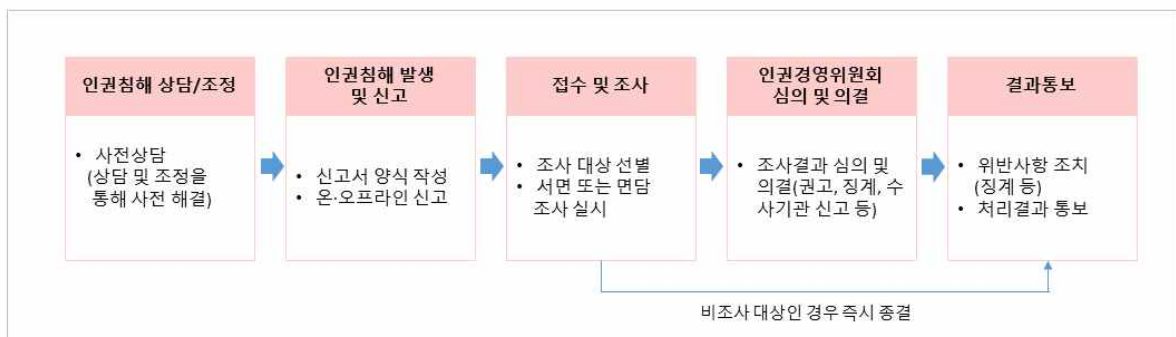 인권침해 상담/조정
• 사전상담
(상담 및 조정을
통해 사전 해결)
인권침해 발생
및 신고
• 신고서 양식 작성
• 온·오프라인 신고
접수 및 조사
• 조사 대상 선별
• 서면 또는 면담
조사 실시
인권경영위원회
심의 및 의결
• 조사결과 심의 및
의결(권고, 징계, 수
사기관 신고 등)
결과통보
• 위반사항 조치
(징계 등)
• 처리결과 통보
비조사 대상인 경우 즉시 종결